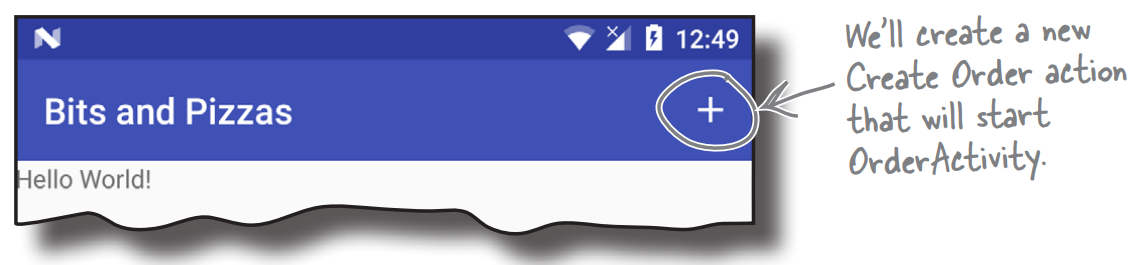 12:49
Bits and Pizzas
Hello World!
We'll create a new
Create Order action
that will start
OrderActivity.